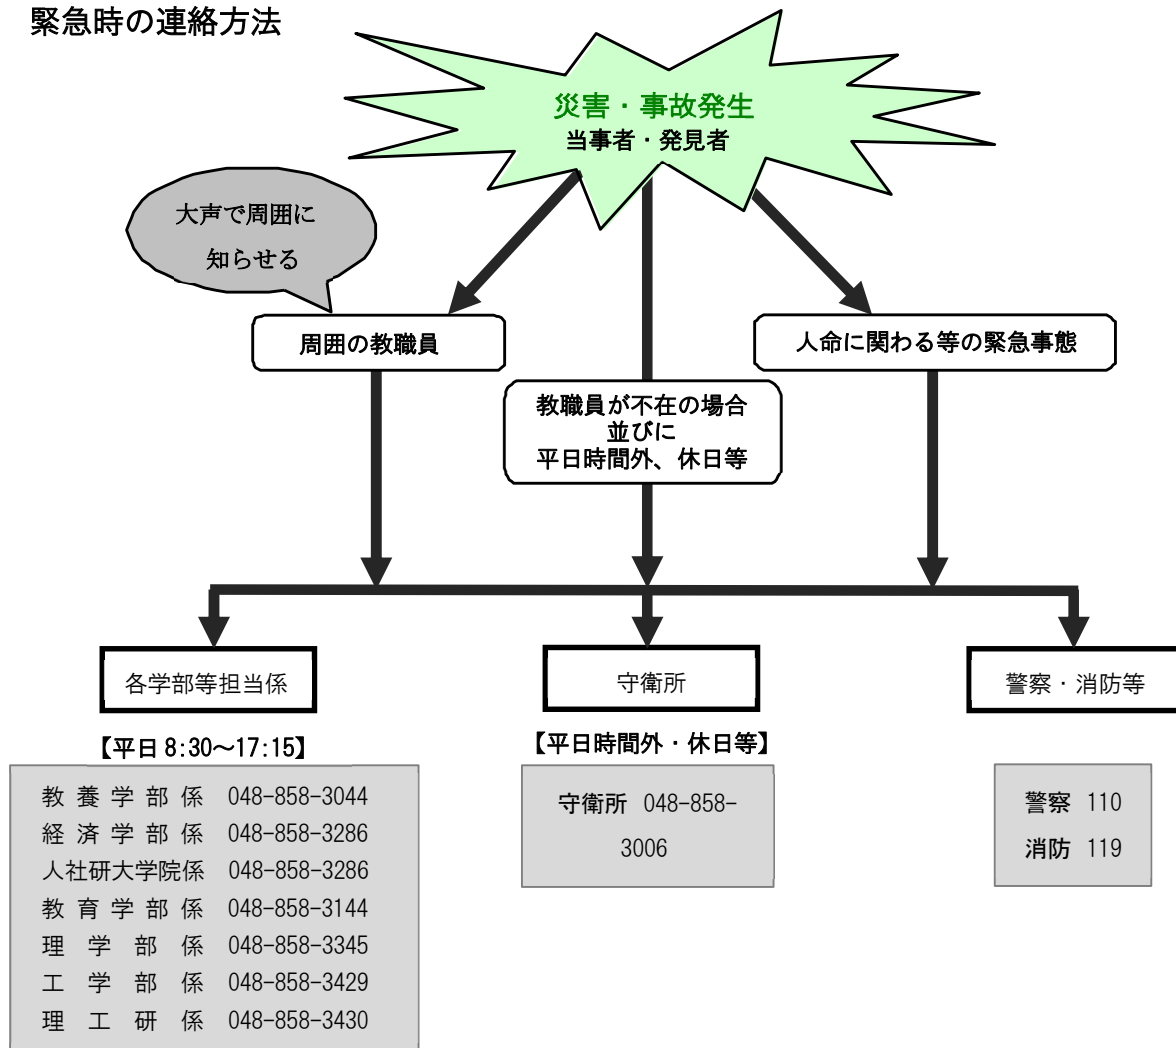 緊急時の連絡方法
災害・事故発生
当事者・発見者
大声で周囲に
知らせる
周囲の教職員
人命に関わる等の緊急事態
教職員が不在の場合
並びに
平日時間外、休日等
各学部等担当係
守衛所
警察・消防等
【平日 8:30～17:15】
【平日時間外・休日等】
教養学部係 048-858-3044
経済学部係 048-858-3286
人社研大学院係 048-858-3286
教育学部係 048-858-3144
理学部係 048-858-3345
工学部係 048-858-3429
理工研係 048-858-3430
守衛所 048-858-
3006
警察 110
消防 119